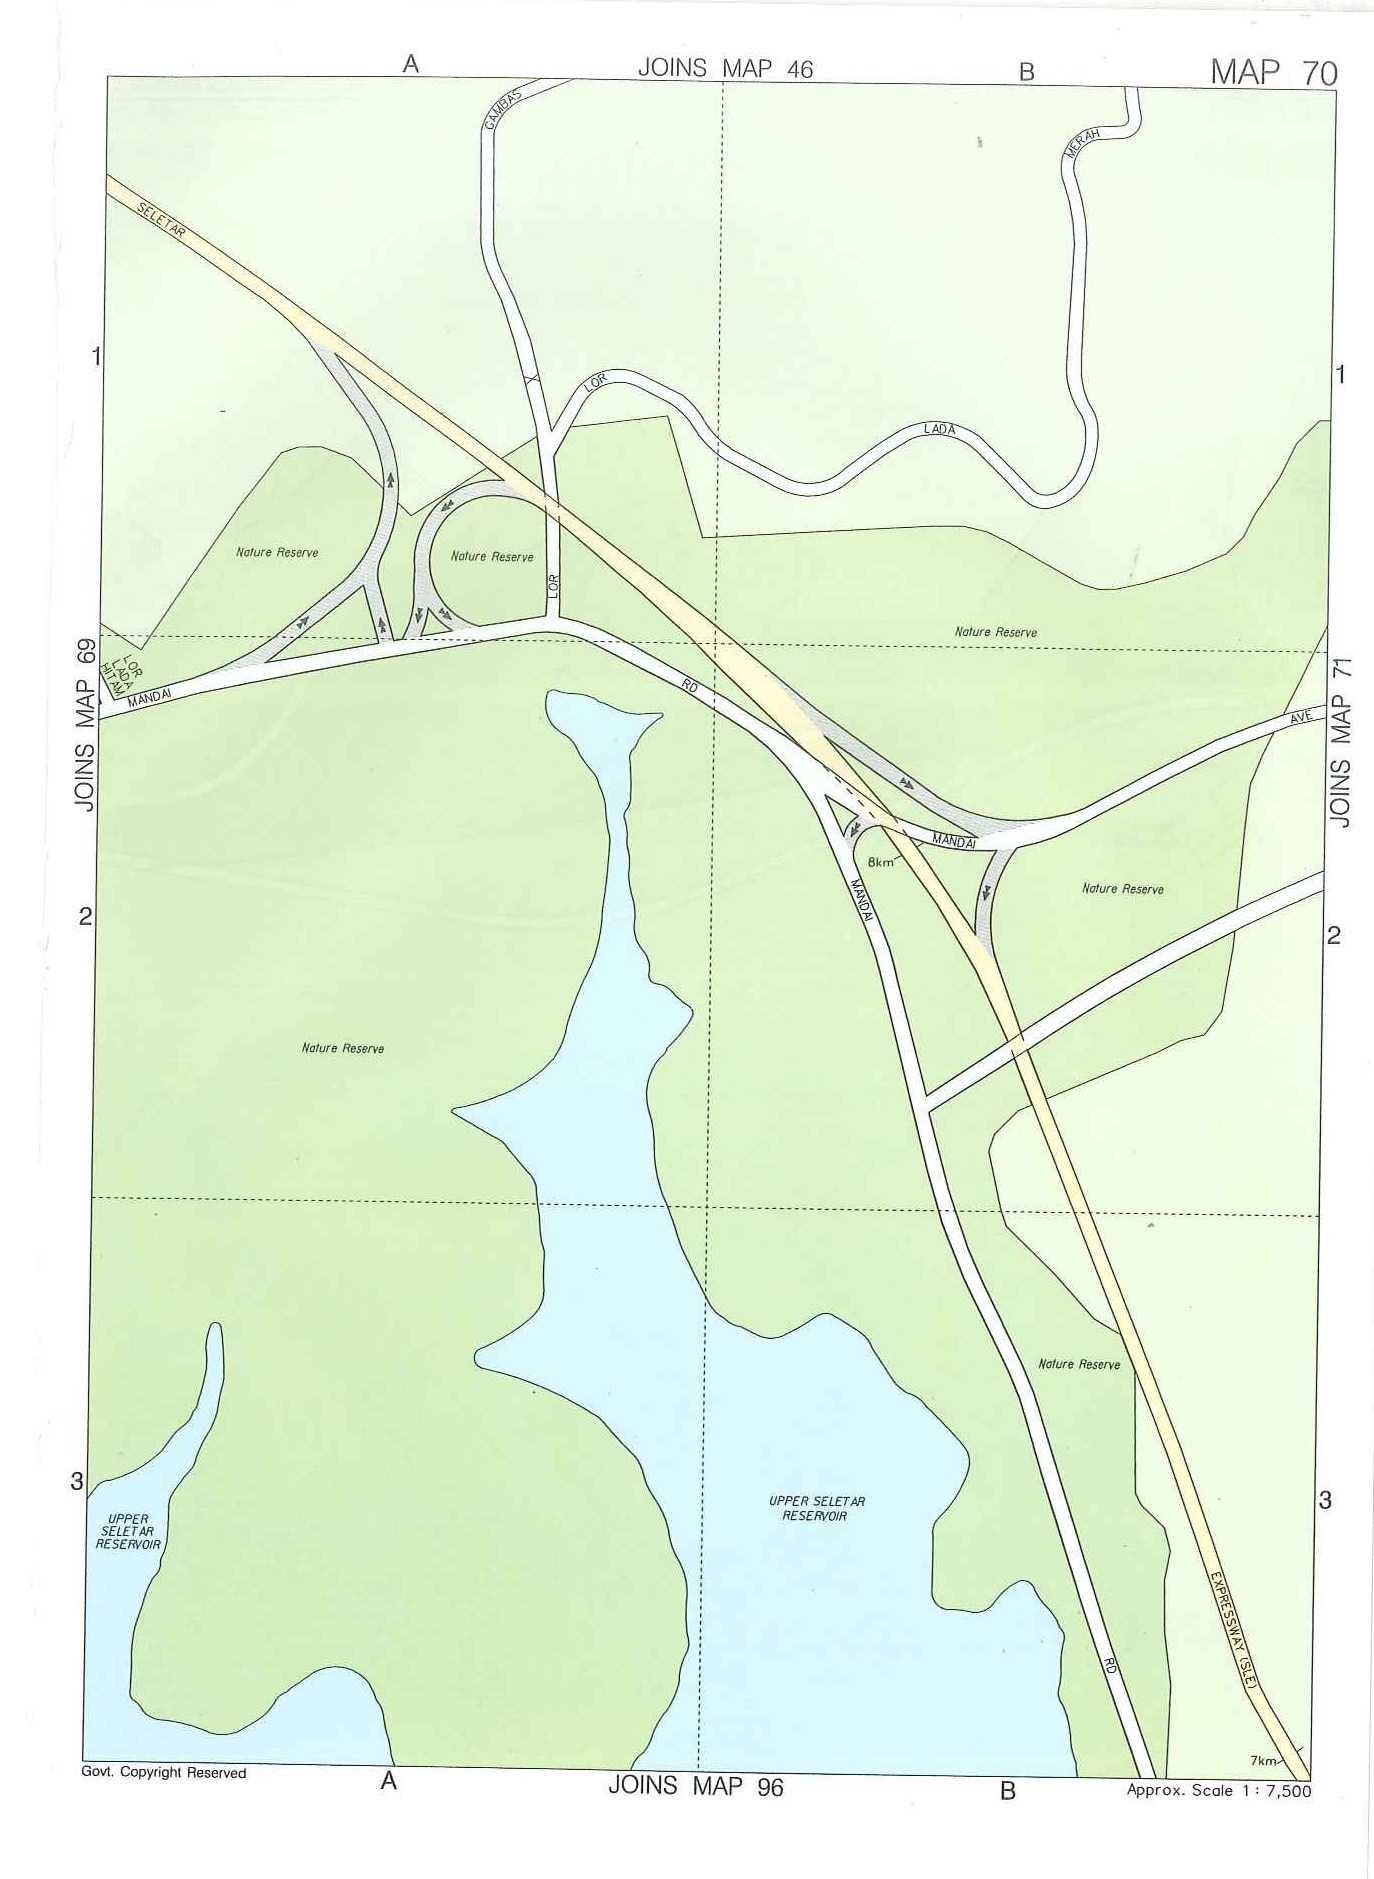 A
JOINS MAP 46
B
MAP 70
GAMBAS
MERAH
SELETAR
1
1
LOR
LADA
Nature Reserve
Nature Reserve
LOR
Nature Reserve
JOINS MAP 69
LOR
LADA
HITAM
MANDAI
RD
JOINS MAP 71
AVE
MANDAI
8km
MANDAI
Nature Reserve
2
2
Nature Reserve
Nature Reserve
3
3
UPPER SELETAR
RESERVOIR
UPPER
SELETAR
RESERVOIR
EXPRESSWAY (SLE)
RD
7km
Govt. Copyright Reserved
A
JOINS MAP 96
B
Approx. Scale 1 : 7,500